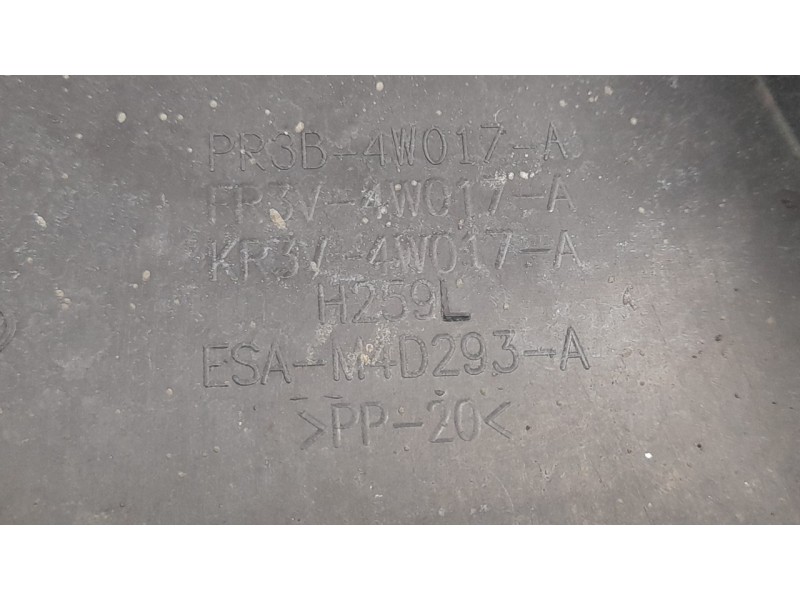 PR3B-4W017-A
FR3V-4W017-A
KR3V-4W017-A
H259L
ESA-M4D293-A
>PP-20<